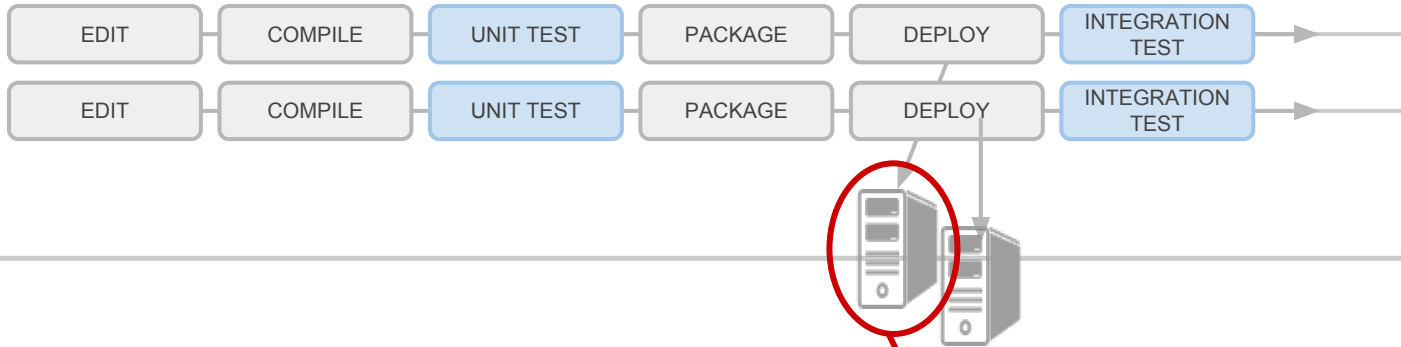 EDIT
COMPILE
UNIT TEST
PACKAGE
DEPLOY
INTEGRATION
TEST
EDIT
COMPILE
UNIT TEST
PACKAGE
DEPLOY
INTEGRATION
TEST